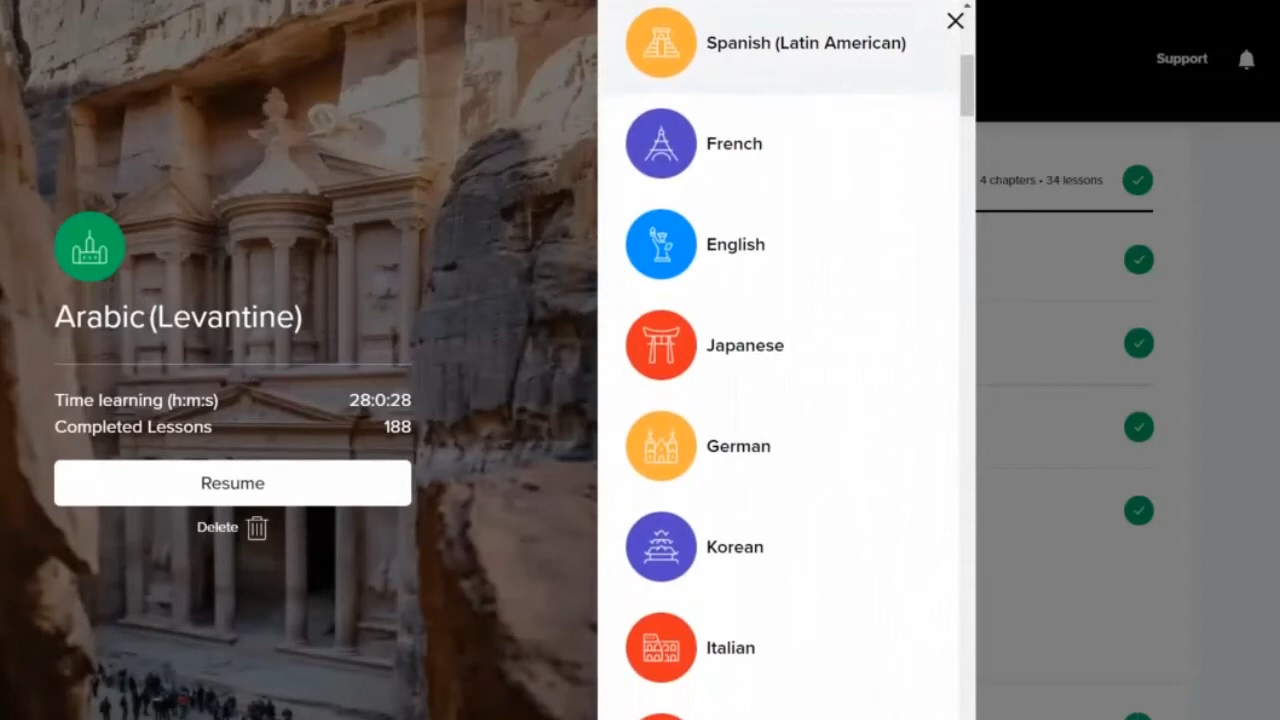 Arabic (Levantine)
Time learning (h:m:s) 28:0:28
Completed Lessons 188
Resume
Delete
Spanish (Latin American)
French
English
Japanese
German
Korean
Italian
Support
4 chapters • 34 lessons